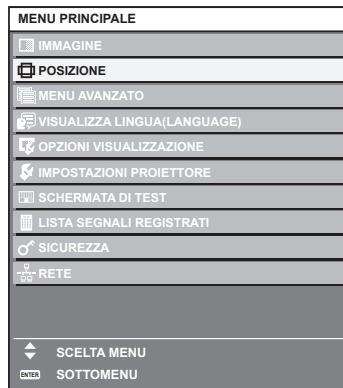 MENU PRINCIPALE
IMMAGINE
POSIZIONE
MENU AVANZATO
VISUALIZZA LINGUA(LANGUAGE)
OPZIONI VISUALIZZAZIONE
IMPOSTAZIONI PROIETTORE
SCHERMATA DI TEST
LISTA SEGNALI REGISTRATI
SICUREZZA
RETE
SCELTA MENU
ENTER SOTTOMENU